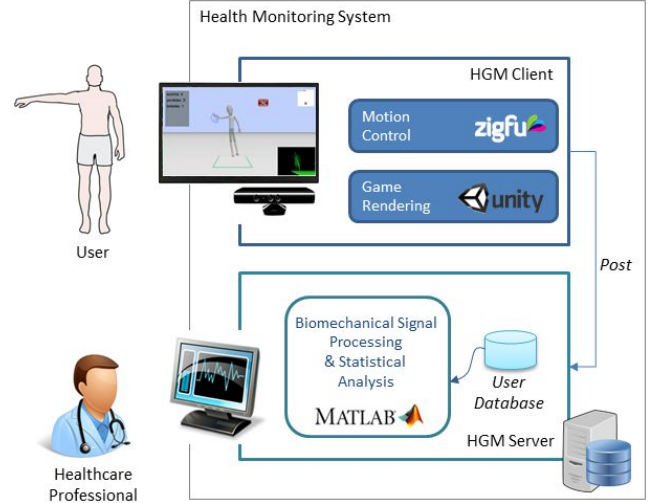 Health Monitoring System
HGM Client
Motion
Control
zigfu
Game
Rendering
unity
User
Post
Biomechanical Signal
Processing
& Statistical
Analysis
MATLAB
User
Database
HGM Server
Healthcare
Professional